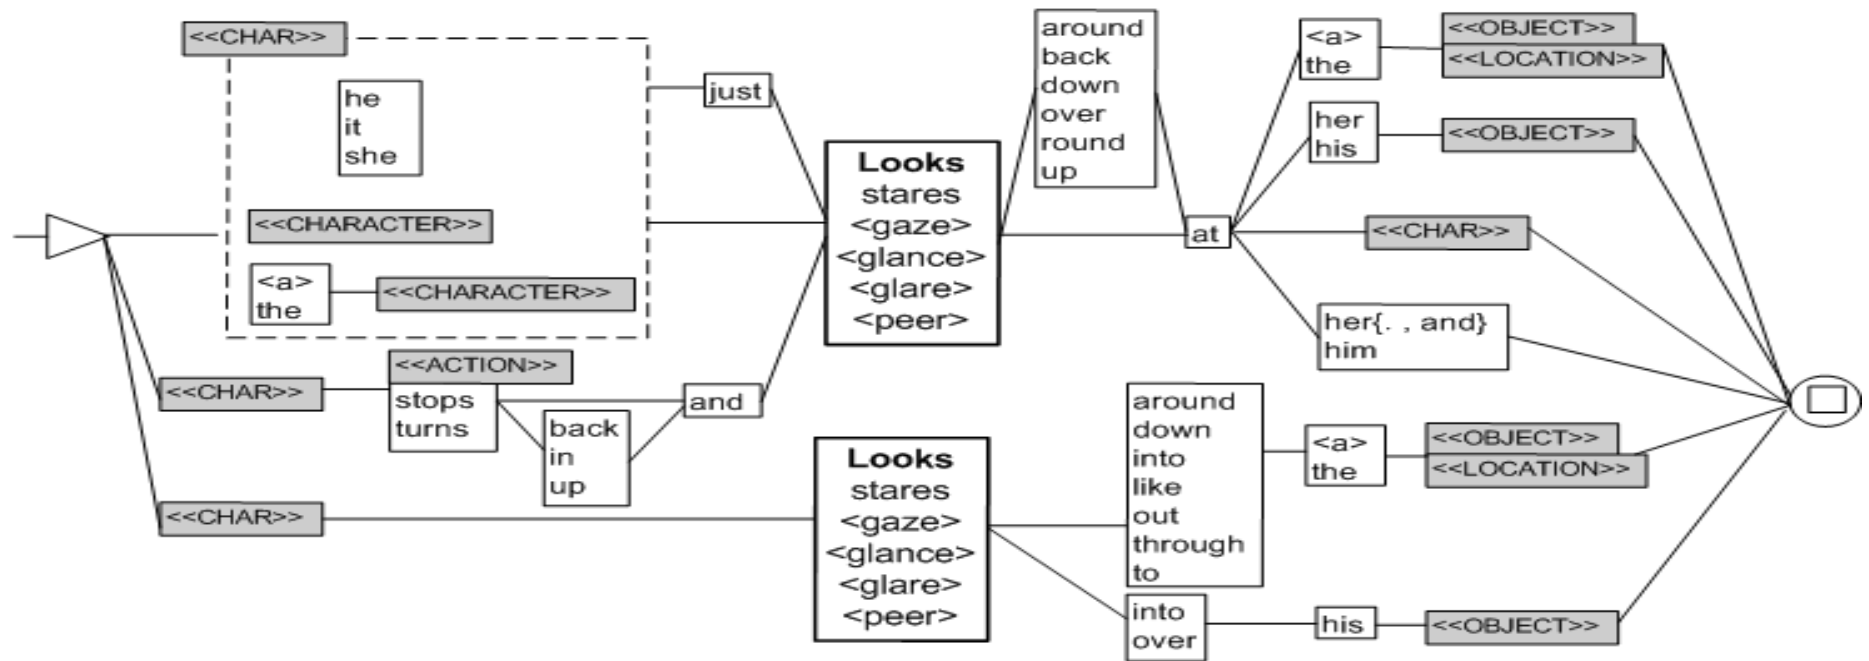 <<CHAR>>
he
it
she
<<CHARACTER>>
<a>
the
<<CHARACTER>>
just
<<CHAR>>
<<ACTION>>
stops
turns
back
in
up
and
<<CHAR>>
Looks
stares
<gaze>
<glance>
<glare>
<peer>
around
back
down
over
round
up
at
<a>
the
<<OBJECT>>
<<LOCATION>>
her
his
<<OBJECT>>
<<CHAR>>
her{. , and}
him
Looks
stares
<gaze>
<glance>
<glare>
<peer>
around
down
into
like
out
through
to
<a>
the
<<OBJECT>>
<<LOCATION>>
into
over
his
<<OBJECT>>